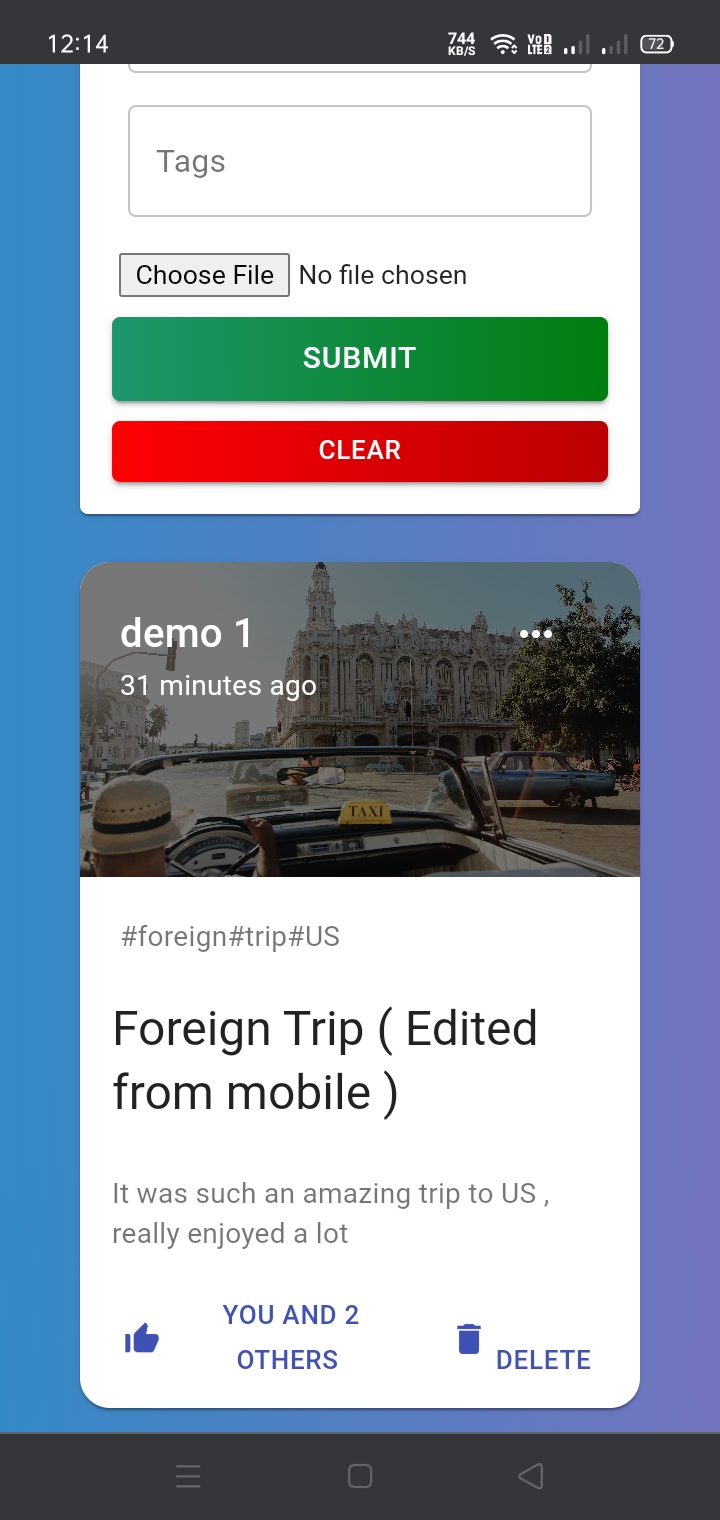 12:14
744
KB/S
VoD
LTE2
72
Tags
Choose File No file chosen
SUBMIT
CLEAR
demo 1
31 minutes ago
TAXI
#foreign#trip#US
Foreign Trip ( Edited
from mobile )
It was such an amazing trip to US ,
really enjoyed a lot
YOU AND 2
OTHERS
DELETE